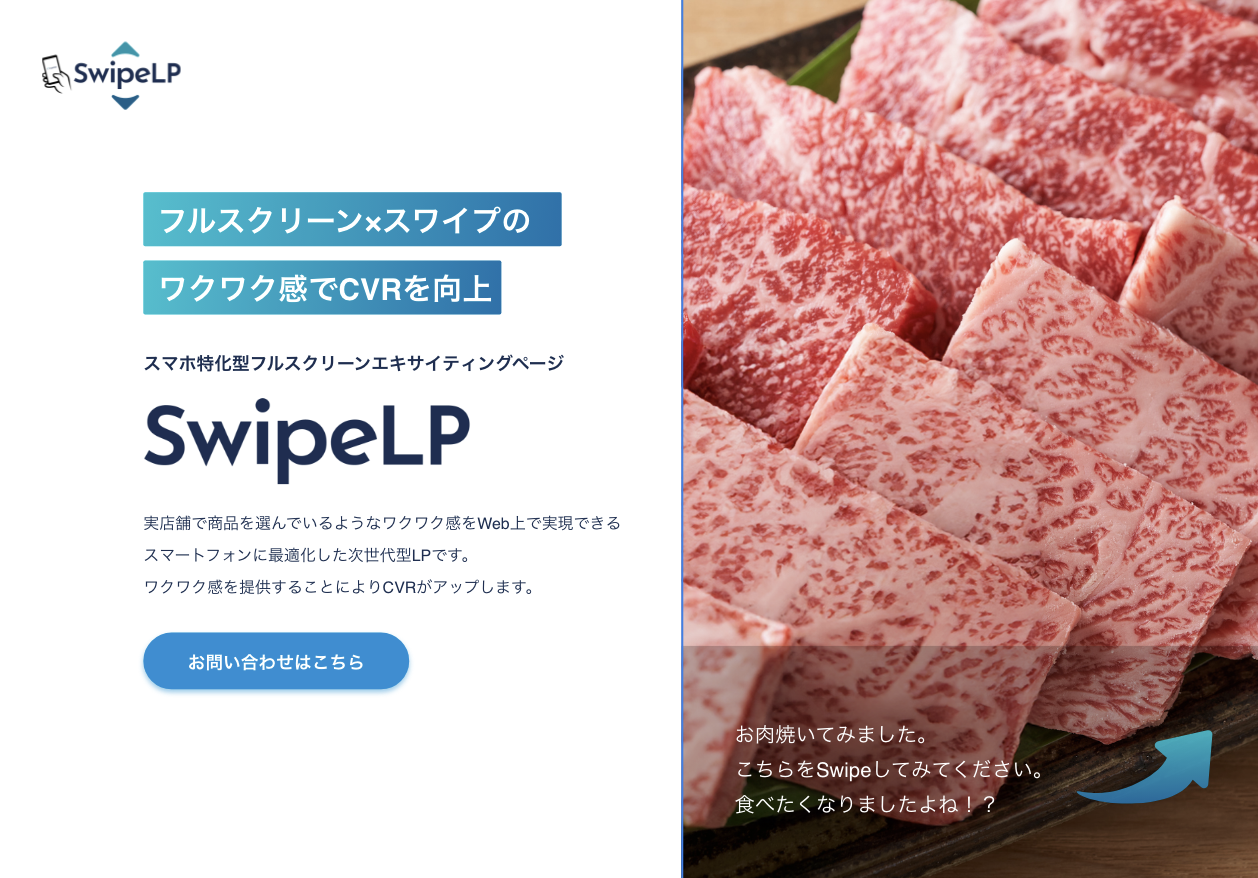 SwipeLP
フルスクリーン×スワイプの
ワクワク感でCVRを向上
スマホ特化型フルスクリーンエキサイティングページ
SwipeLP
実店舗で商品を選んでいるようなワクワク感をWeb上で実現できる
スマートフォンに最適化した次世代型LPです。
ワクワク感を提供することによりCVRがアップします。
お問い合わせはこちら
お肉焼いてみました。
こちらをSwipeしてみてください。
食べたくなりましたよね！？